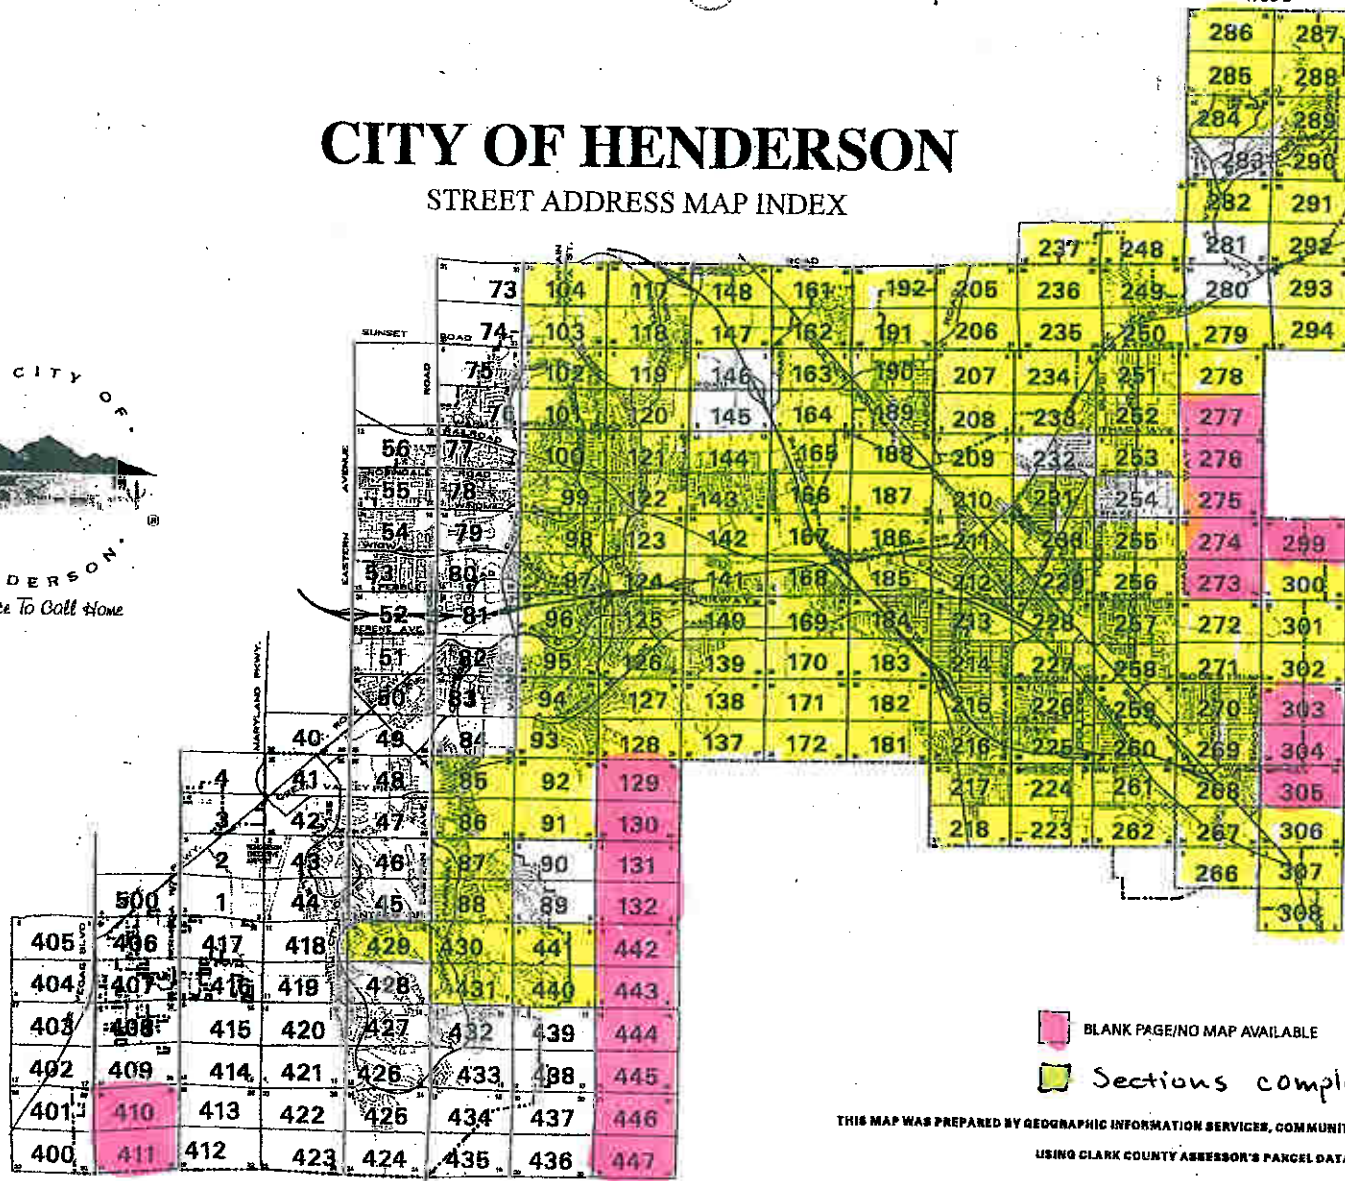 286 287
285 288
284 289
283 290
CITY OF HENDERSON
STREET ADDRESS MAP INDEX
282 291
237 248 281 292
ROAD
73 104 117 148 161 192 205 236 249 280 293
SUNSET ROAD 74 103 118 147 162 191 206 235 250 279 294
CITY OF
75 102 119 146 163 190 207 234 251 278
ROAD
76 101 120 145 164 189 208 233 252 277
RAILROAD
AVENUE 56 77 100 121 144 165 188 209 232 253 276
ROAD
55 78 99 122 143 166 187 210 231 254 275
54 79 98 123 142 167 186 211 255 274 299
EASTERN 53 80 97 124 141 168 185 212 229 256 273 300
DERSON.
To Call Home
52 81 96 125 140 169 184 213 228 257 272 301
SERENE AVE
51 82 95 126 139 170 183 214 227 258 271 302
MARYLAND PKWY.
50 83 94 127 138 171 182 215 226 259 270 303
40 49 84 93 128 137 172 181 216 225 260 269 304
4 41 48 85 92 129 217 224 261 268 305
3 42 47 86 91 130 218 223 262 267 306
2 43 46 87 90 131 266 307
500 1 44 45 88 89 132 308
405 406 417 418 429 430 441 442
404 407 416 419 428 431 440 443
403 408 415 420 427 432 439 444
BLANK PAGE/NO MAP AVAILABLE
402 409 414 421 426 433 438 445
Sections compl
401 410 413 422 425 434 437 446
THIS MAP WAS PREPARED BY GEOGRAPHIC INFORMATION SERVICES, COMMUNIT
400 411 412 423 424 435 436 447
USING CLARK COUNTY ASSESSOR'S PARCEL DATA